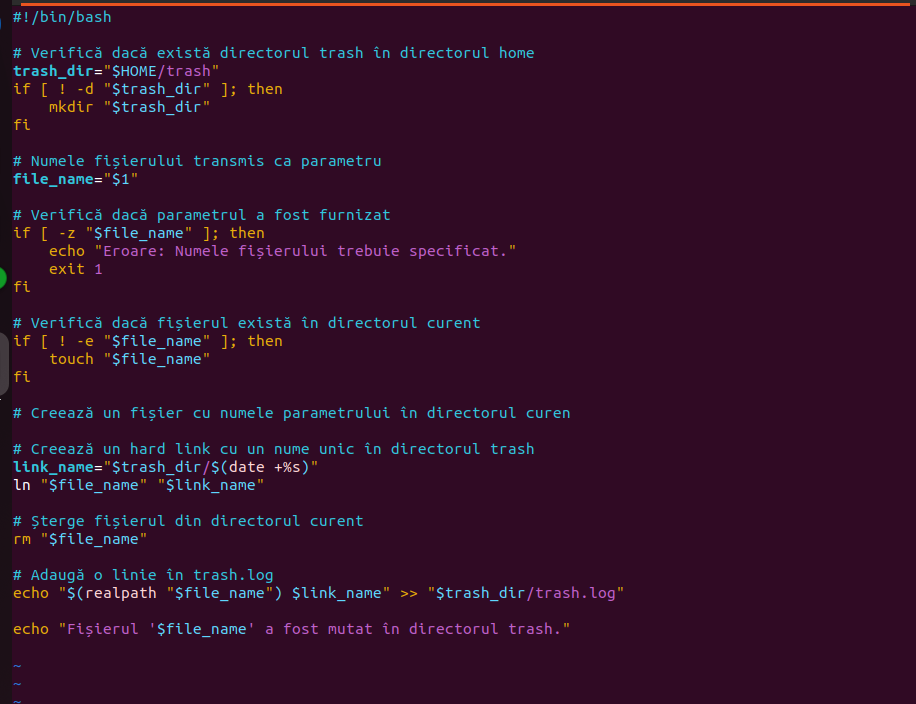 #!/bin/bash
# Verifică dacă există directorul trash în directorul home
trash_dir="$HOME/trash"
if [ ! -d "$trash_dir" ]; then
    mkdir "$trash_dir"
fi
# Numele fișierului transmis ca parametru
file_name="$1"
# Verifică dacă parametrul a fost furnizat
if [ -z "$file_name" ]; then
    echo "Eroare: Numele fișierului trebuie specificat."
    exit 1
fi
# Verifică dacă fișierul există în directorul curent
if [ ! -e "$file_name" ]; then
    touch "$file_name"
fi
# Creează un fișier cu numele parametrului în directorul curen
# Creează un hard link cu un nume unic în directorul trash
link_name="$trash_dir/$(date +%s)"
ln "$file_name" "$link_name"
# Șterge fișierul din directorul curent
rm "$file_name"
# Adaugă o linie în trash.log
echo "$(realpath "$file_name") $link_name" >> "$trash_dir/trash.log"
echo "Fișierul '$file_name' a fost mutat în directorul trash."
~
~
~